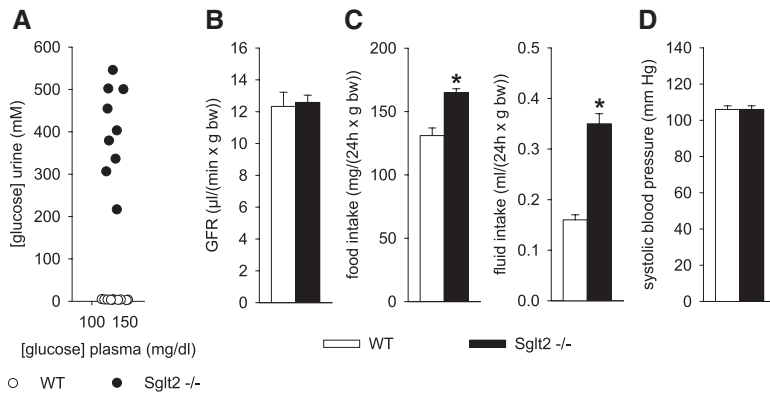 A
[glucose] urine (mM)
600
500
400
300
200
100
0
100 150
[glucose] plasma (mg/dl)
WT
Sglt2 -/-
B
GFR (µl/(min x g bw))
16
14
12
10
8
6
4
2
0
C
food intake (mg/(24h x g bw))
200
150
100
50
0
*
fluid intake (ml/(24h x g bw))
0.5
0.4
0.3
0.2
0.1
0.0
*
D
systolic blood pressure (mm Hg)
140
120
100
80
60
40
20
0
WT
Sglt2 -/-